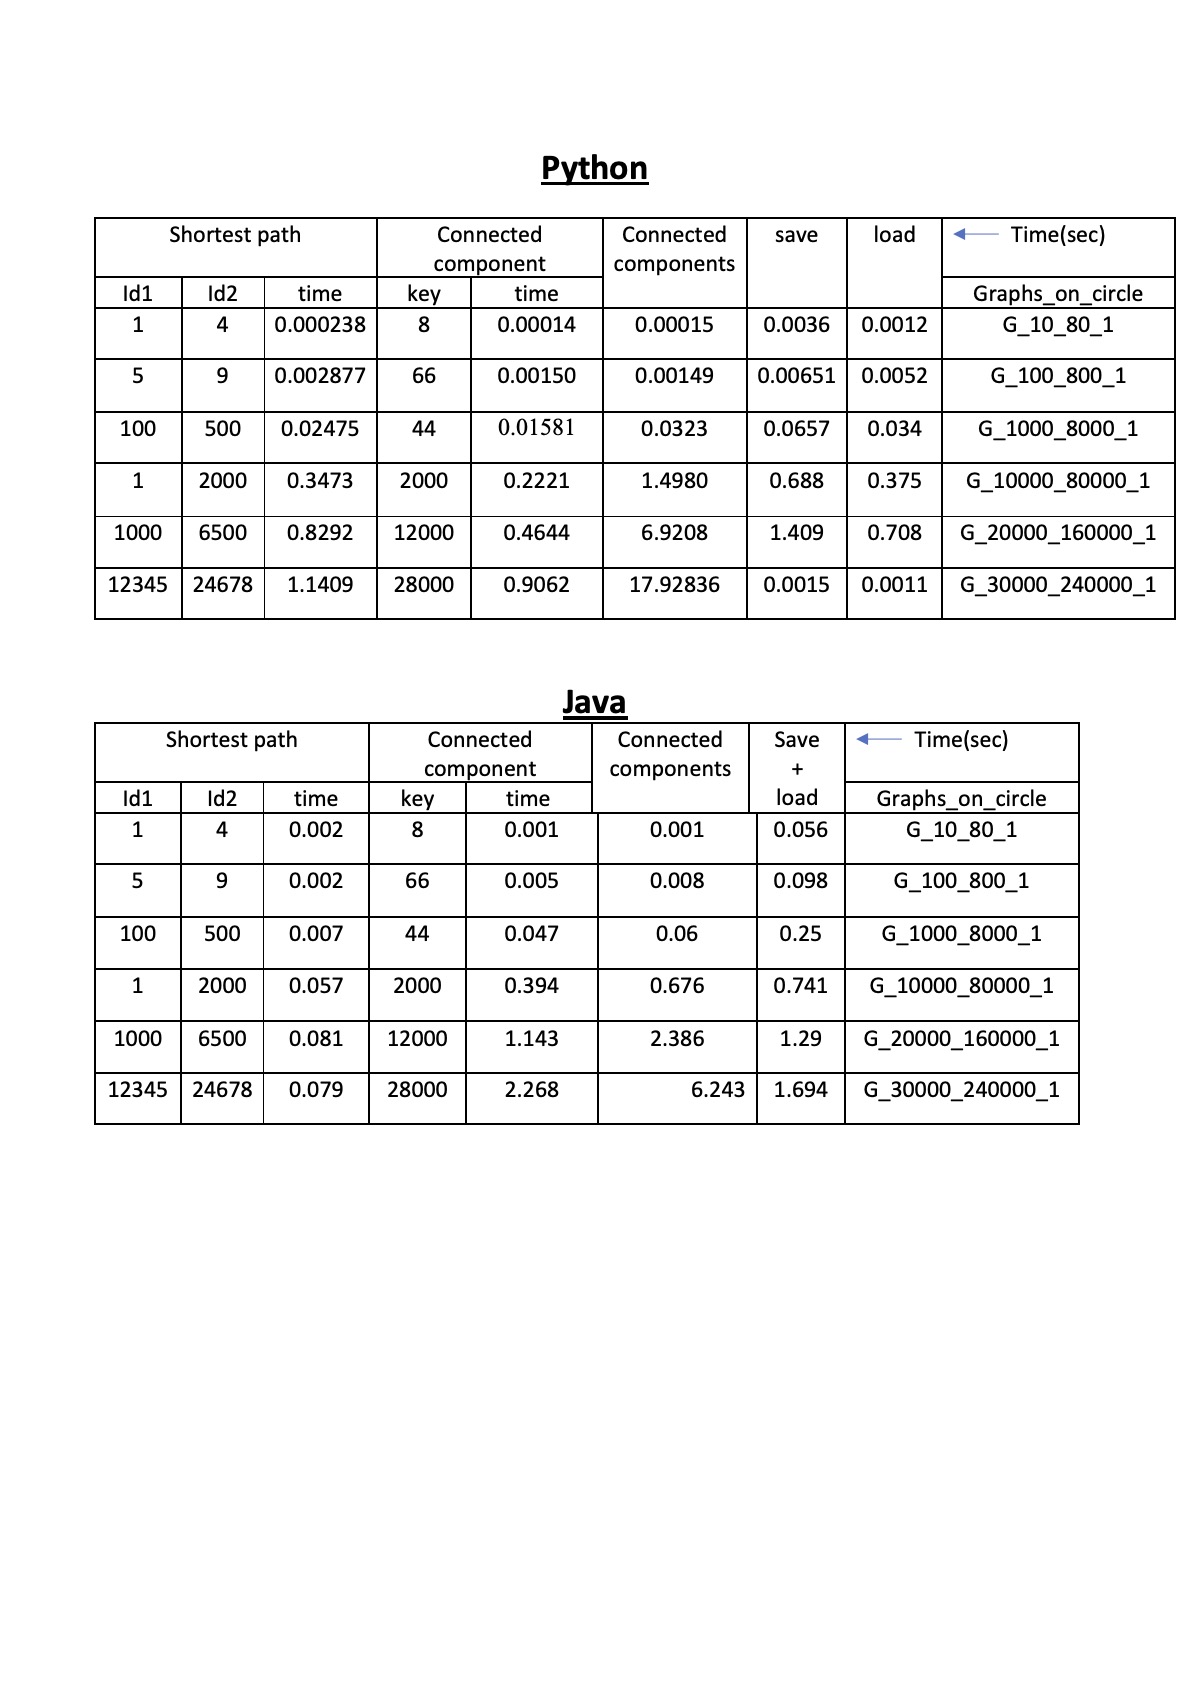 Python
Shortest path Connected component Connected components save load Time(sec)
Id1 Id2 time key time Graphs_on_circle
1 4 0.000238 8 0.00014 0.00015 0.0036 0.0012 G_10_80_1
5 9 0.002877 66 0.00150 0.00149 0.00651 0.0052 G_100_800_1
100 500 0.02475 44 0.01581 0.0323 0.0657 0.034 G_1000_8000_1
1 2000 0.3473 2000 0.2221 1.4980 0.688 0.375 G_10000_80000_1
1000 6500 0.8292 12000 0.4644 6.9208 1.409 0.708 G_20000_160000_1
12345 24678 1.1409 28000 0.9062 17.92836 0.0015 0.0011 G_30000_240000_1
Java
Shortest path Connected component Connected components Save + load Time(sec)
Id1 Id2 time key time Graphs_on_circle
1 4 0.002 8 0.001 0.001 0.056 G_10_80_1
5 9 0.002 66 0.005 0.008 0.098 G_100_800_1
100 500 0.007 44 0.047 0.06 0.25 G_1000_8000_1
1 2000 0.057 2000 0.394 0.676 0.741 G_10000_80000_1
1000 6500 0.081 12000 1.143 2.386 1.29 G_20000_160000_1
12345 24678 0.079 28000 2.268 6.243 1.694 G_30000_240000_1